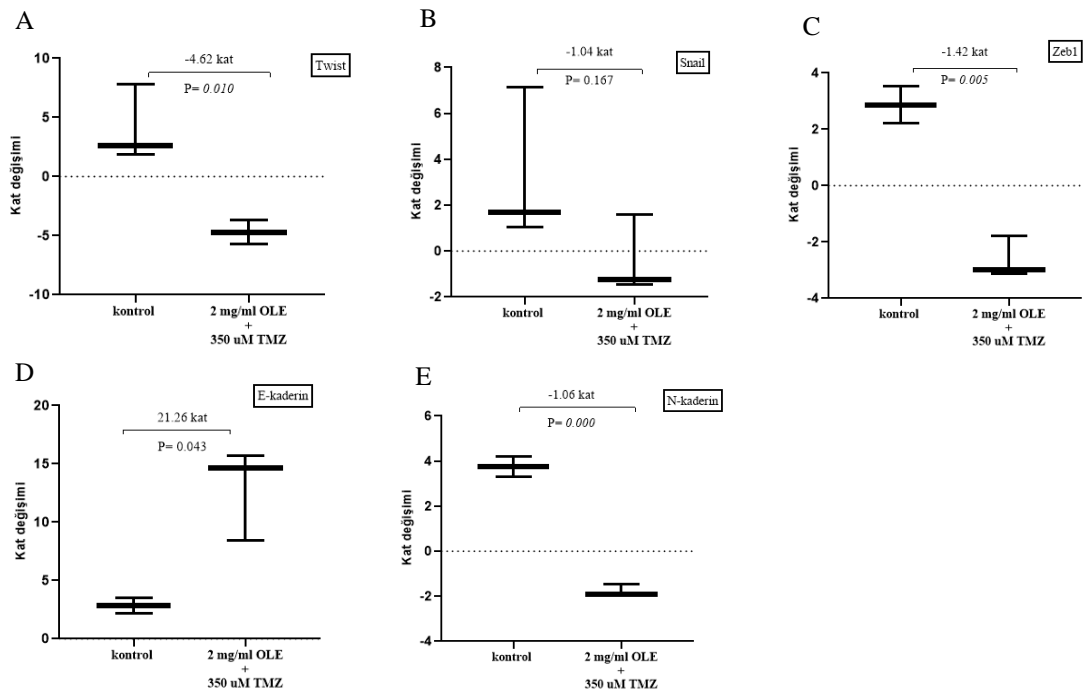 A
-4.62 kat
Twist
P= 0.010
Kat değişimi
10
5
0
-5
-10
kontrol
2 mg/ml OLE
+
350 uM TMZ
B
-1.04 kat
Snail
P= 0.167
Kat değişimi
8
6
4
2
0
-2
kontrol
2 mg/ml OLE
+
350 uM TMZ
C
-1.42 kat
Zeb1
P= 0.005
Kat değişimi
4
2
0
-2
-4
kontrol
2 mg/ml OLE
+
350 uM TMZ
D
E-kaderin
21.26 kat
P= 0.043
Kat değişimi
20
15
10
5
0
kontrol
2 mg/ml OLE
+
350 uM TMZ
E
-1.06 kat
N-kaderin
P= 0.000
Kat değişimi
6
4
2
0
-2
-4
kontrol
2 mg/ml OLE
+
350 uM TMZ